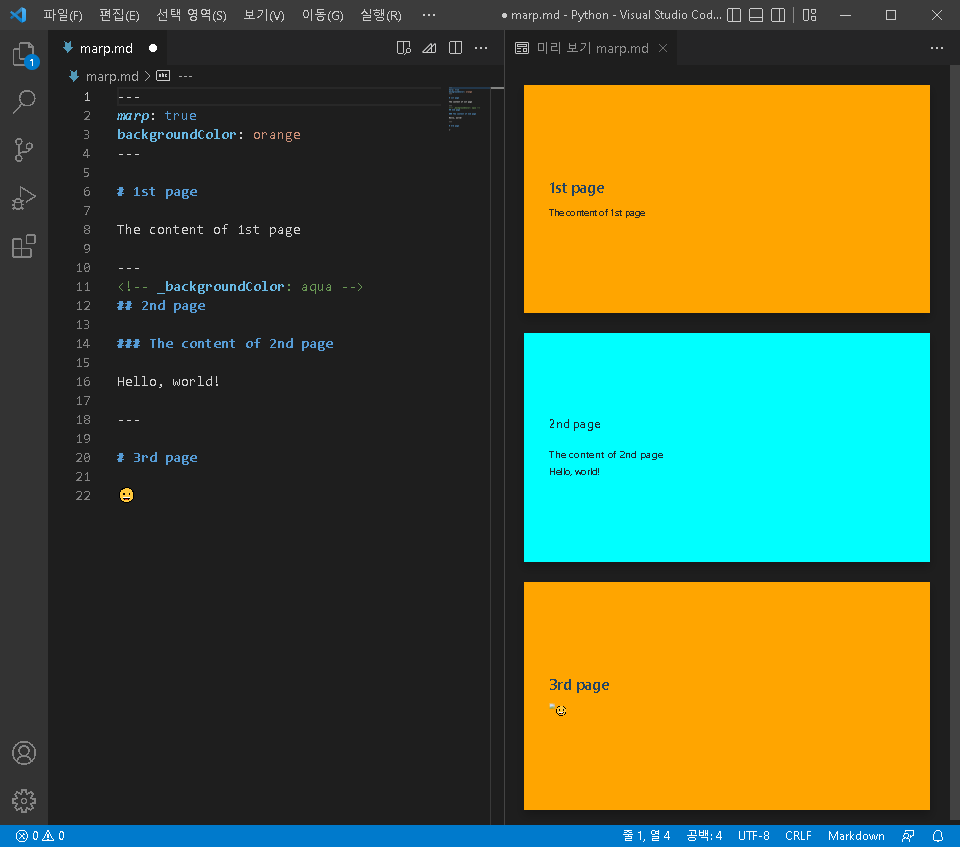 파일(F) 편집(E) 선택 영역(S) 보기(V) 이동(G) 실행(R) ··· ● marp.md - Python - Visual Studio Cod...
marp.md ●
미리 보기 marp.md
1
marp.md > abc ---
1 ---
2 marp: true
3 backgroundColor: orange
4 ---
5
6 # 1st page
7
8 The content of 1st page
9
10 ---
11 <!-- _backgroundColor: aqua -->
12 ## 2nd page
13
14 ### The content of 2nd page
15
16 Hello, world!
17
18 ---
19
20 # 3rd page
21
22 😀
1st page
The content of 1st page
2nd page
The content of 2nd page
Hello, world!
3rd page
😀
0 0 줄 1, 열 4 공백: 4 UTF-8 CRLF Markdown